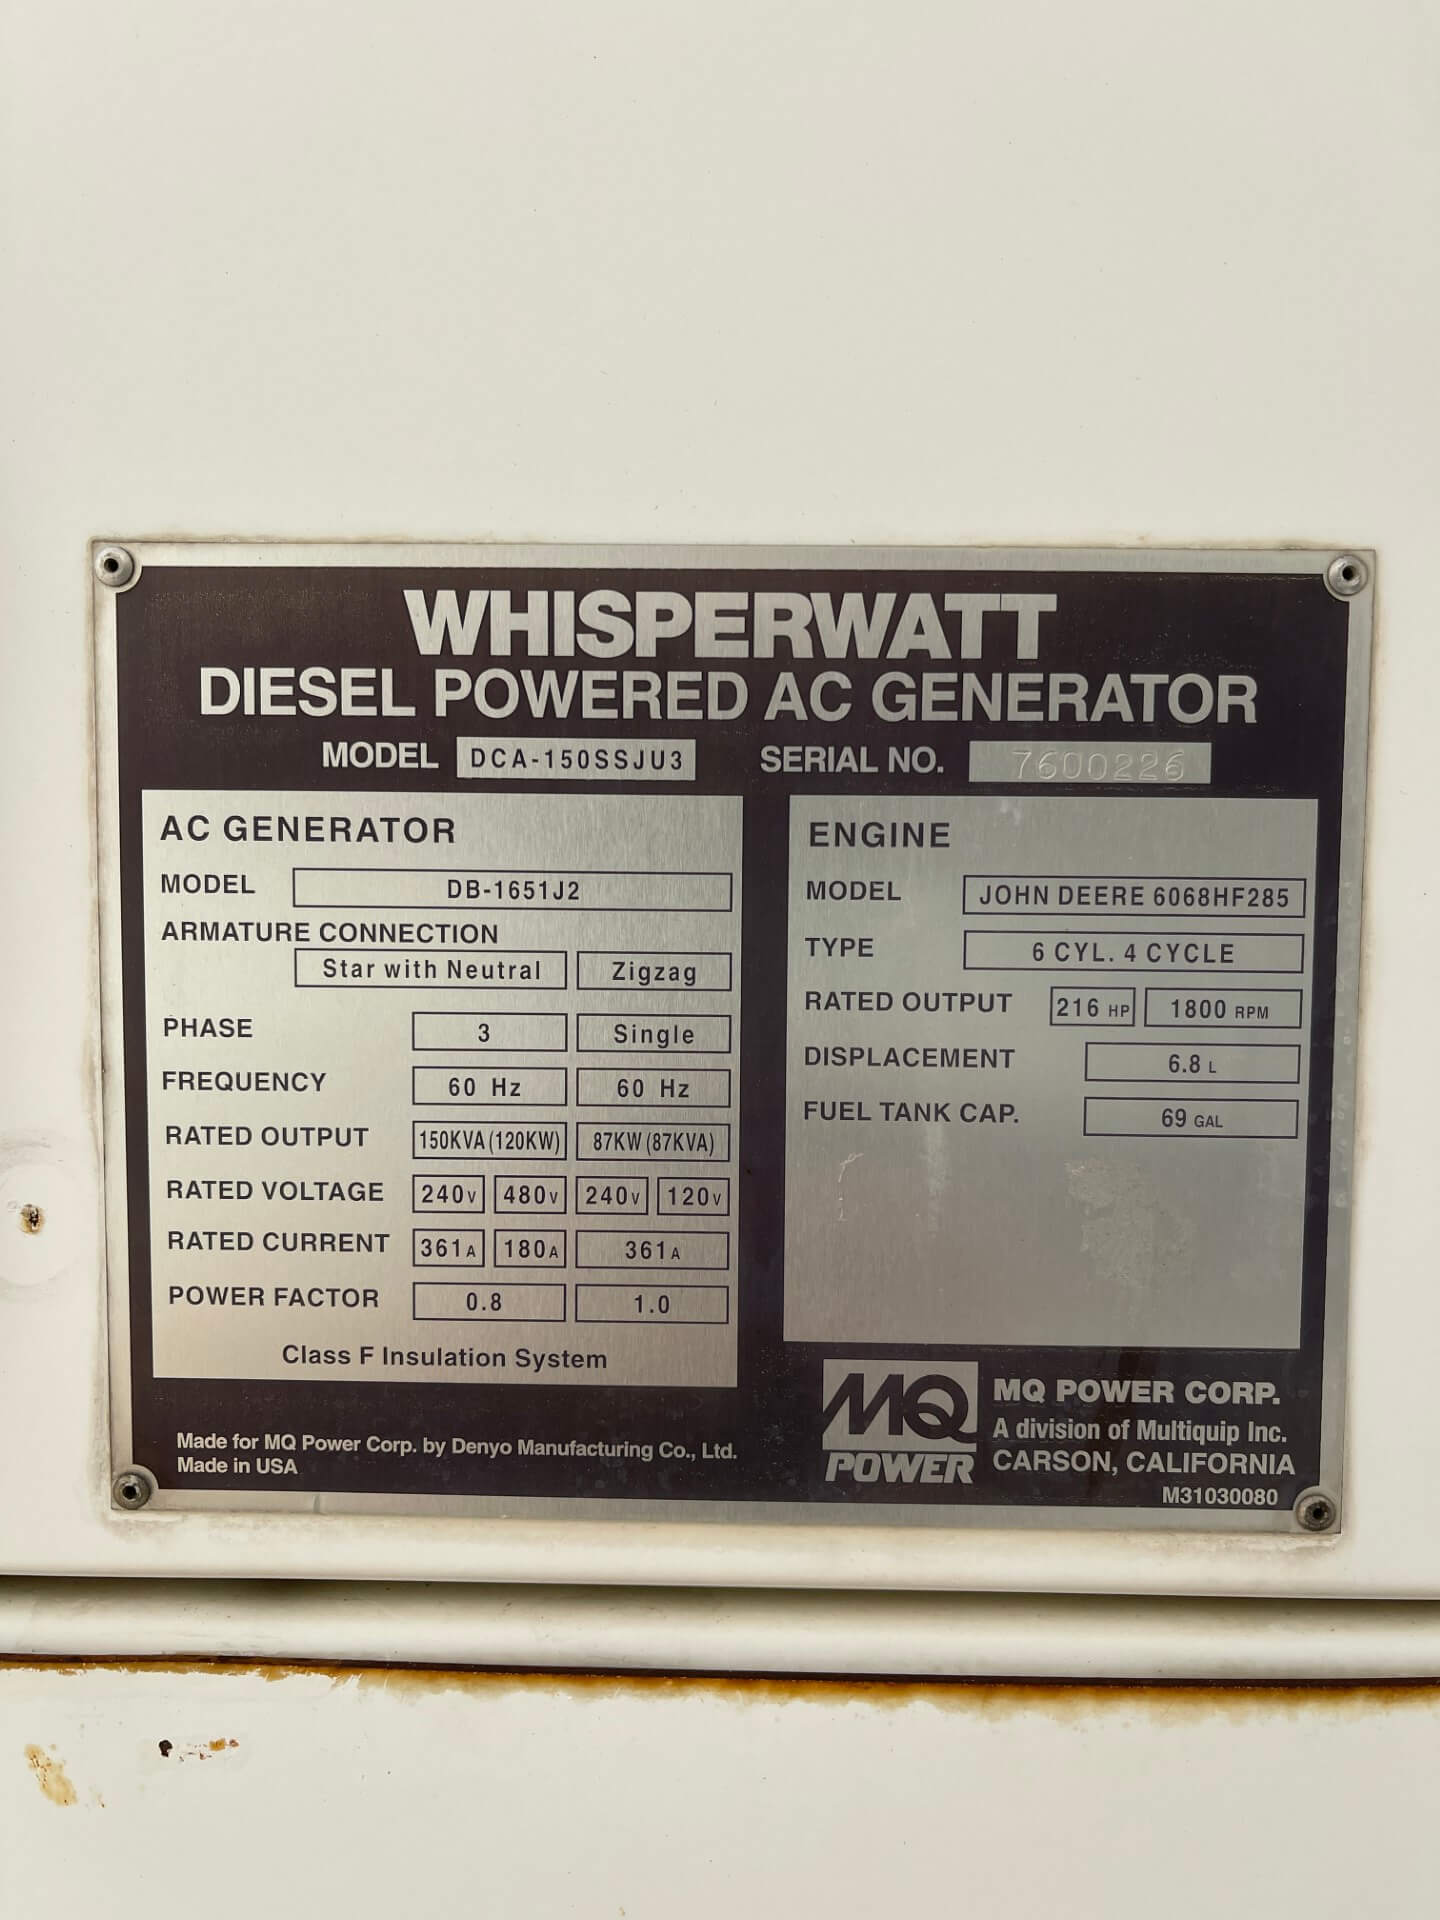 WHISPERWATT
DIESEL POWERED AC GENERATOR
MODEL DCA-150SSJU3 SERIAL NO. 7600226
AC GENERATOR
MODEL DB-1651J2
ARMATURE CONNECTION
Star with Neutral Zigzag
PHASE 3 Single
FREQUENCY 60 Hz 60 Hz
RATED OUTPUT 150KVA (120KW) 87KW (87KVA)
RATED VOLTAGE 240V 480V 240V 120V
RATED CURRENT 361A 180A 361A
POWER FACTOR 0.8 1.0
Class F Insulation System
ENGINE
MODEL JOHN DEERE 6068HF285
TYPE 6 CYL. 4 CYCLE
RATED OUTPUT 216 HP 1800 RPM
DISPLACEMENT 6.8 L
FUEL TANK CAP. 69 GAL
Made for MQ Power Corp. by Denyo Manufacturing Co., Ltd.
Made in USA
MQ
POWER
MQ POWER CORP.
A division of Multiquip Inc.
CARSON, CALIFORNIA
M31030080